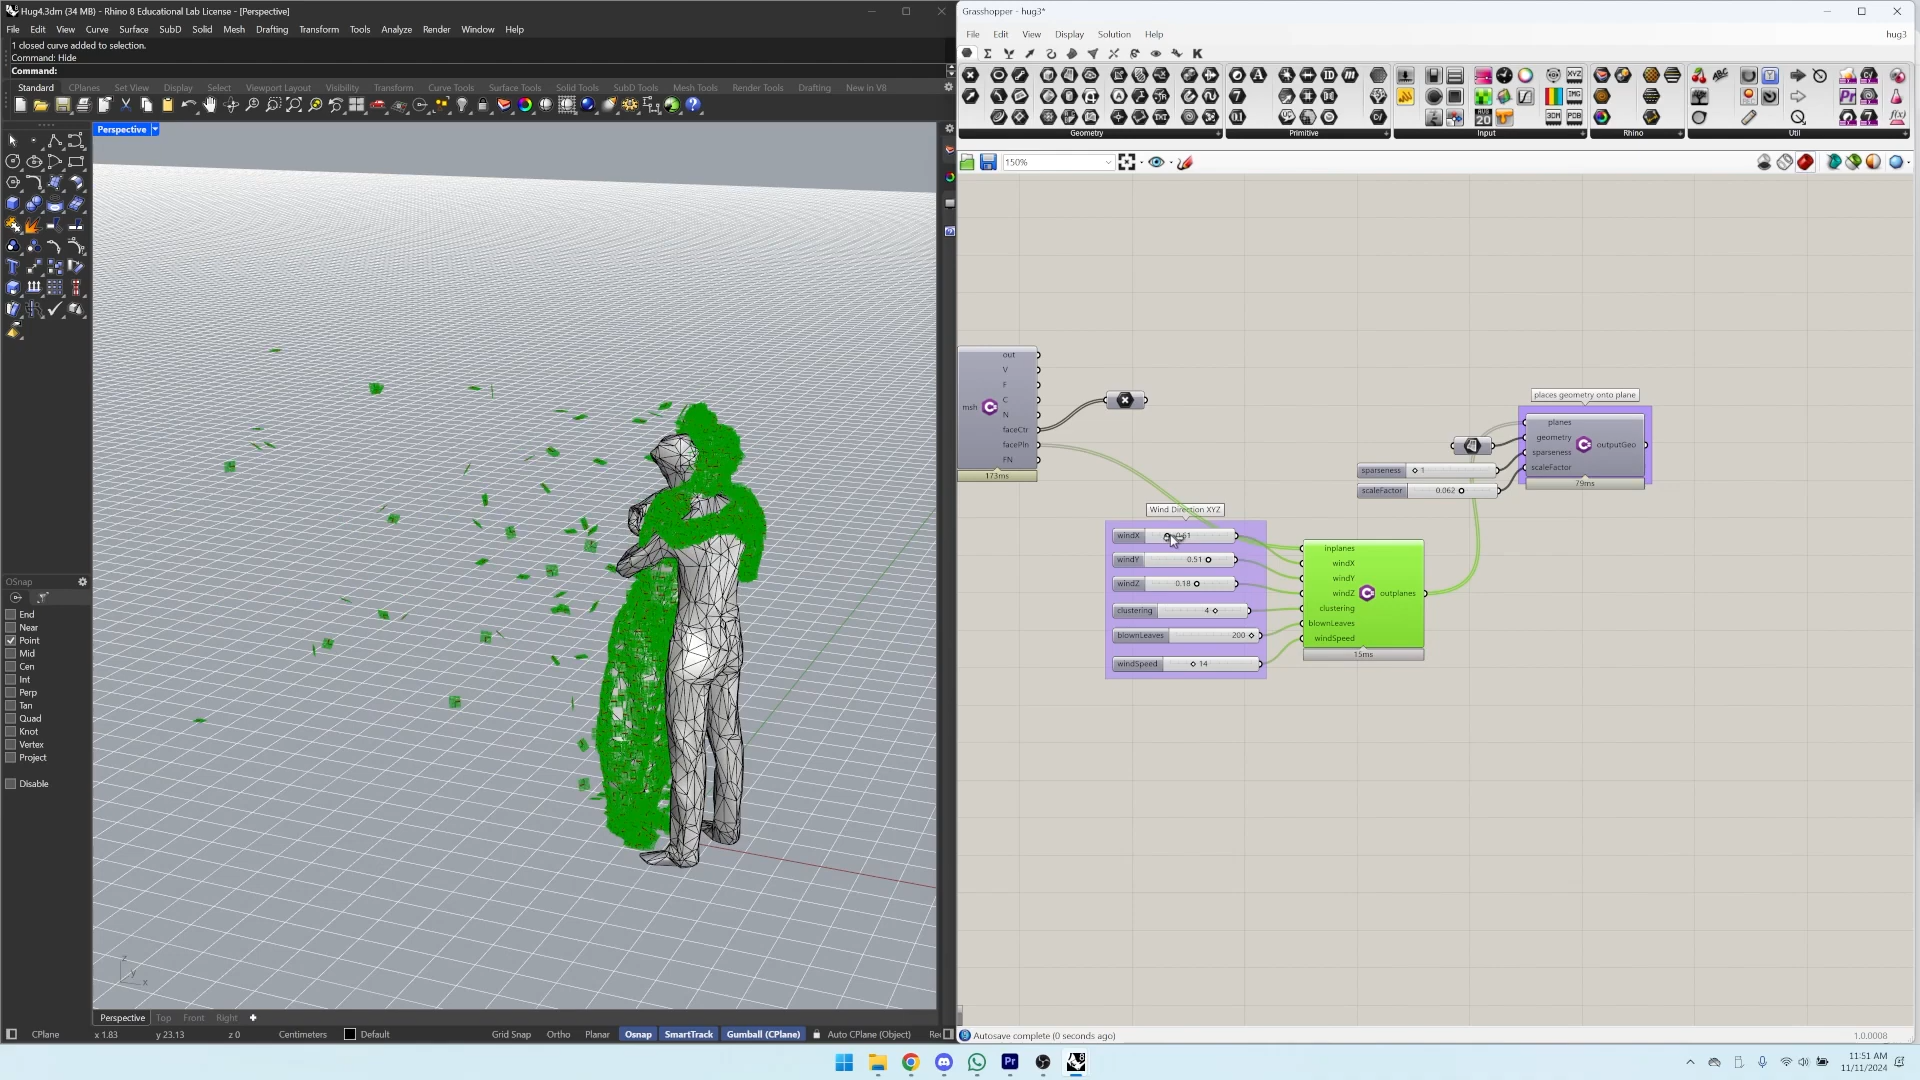 Hug4.3dm (34 MB) - Rhino 8 Educational Lab License - [Perspective]
File Edit View Curve Surface SubD Solid Mesh Drafting Transform Tools Analyze Render Window Help
1 closed curve added to selection.
Command: Hide
Command:
Standard CPlanes Set View Display Select Viewport Layout Visibility Transform Curve Tools Surface Tools Solid Tools SubD Tools Mesh Tools Render Tools Drafting New in V8
Perspective
OSnap
End
Near
Point
Mid
Cen
Int
Perp
Tan
Quad
Knot
Vertex
Project
Disable
z
y
x
Perspective Top Front Right
CPlane x 1.83 y 23.13 z 0 Centimeters Default Grid Snap Ortho Planar Osnap SmartTrack Gumball (CPlane) Auto CPlane (Object) Re
Grasshopper - hug3*
File Edit View Display Solution Help hug3
K
Geometry Primitive Input Rhino Util
150%
msh
out
V
F
C
N
faceCtr
facePln
FN
173ms
places geometry onto plane
planes
geometry
sparseness
scaleFactor
outputGeo
79ms
sparseness 1
scaleFactor 0.062
Wind Direction XYZ
windX
windY 0.51
windZ 0.18
clustering 4
blownLeaves 200
windSpeed 14
inplanes
windX
windY
windZ
clustering
blownLeaves
windSpeed
outplanes
15ms
Autosave complete (0 seconds ago) 1.0.0008
11:51 AM
11/11/2024